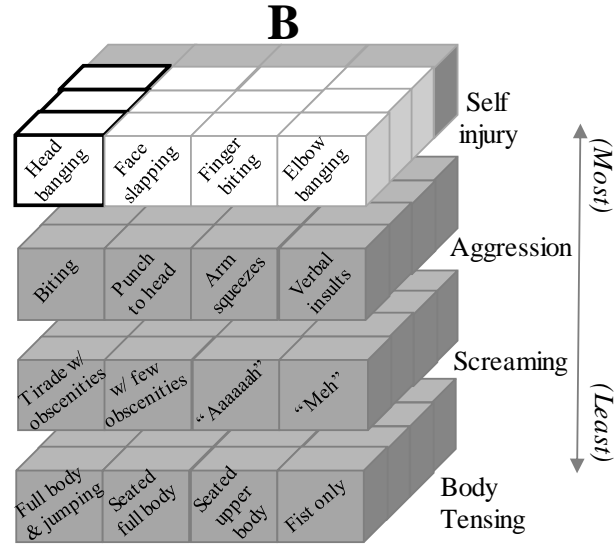 B
Head
banging
Face
slapping
Finger
biting
Elbow
banging
Self
injury
(Most)
Biting
Punch
to head
Arm
squeezes
Verbal
insults
Aggression
Tirade w/
obscenities
w/ few
obscenities
“Aaaaaah”
“Meh”
Screaming
(Least)
Full body
& jumping
Seated
full body
Seated
upper
body
Fist only
Body
Tensing